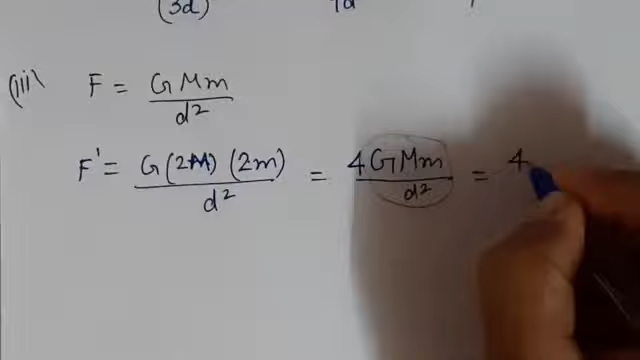 (3d)
(iii) F = GMm / d²
F' = G(2M)(2m) / d² = 4GMm / d² = 4